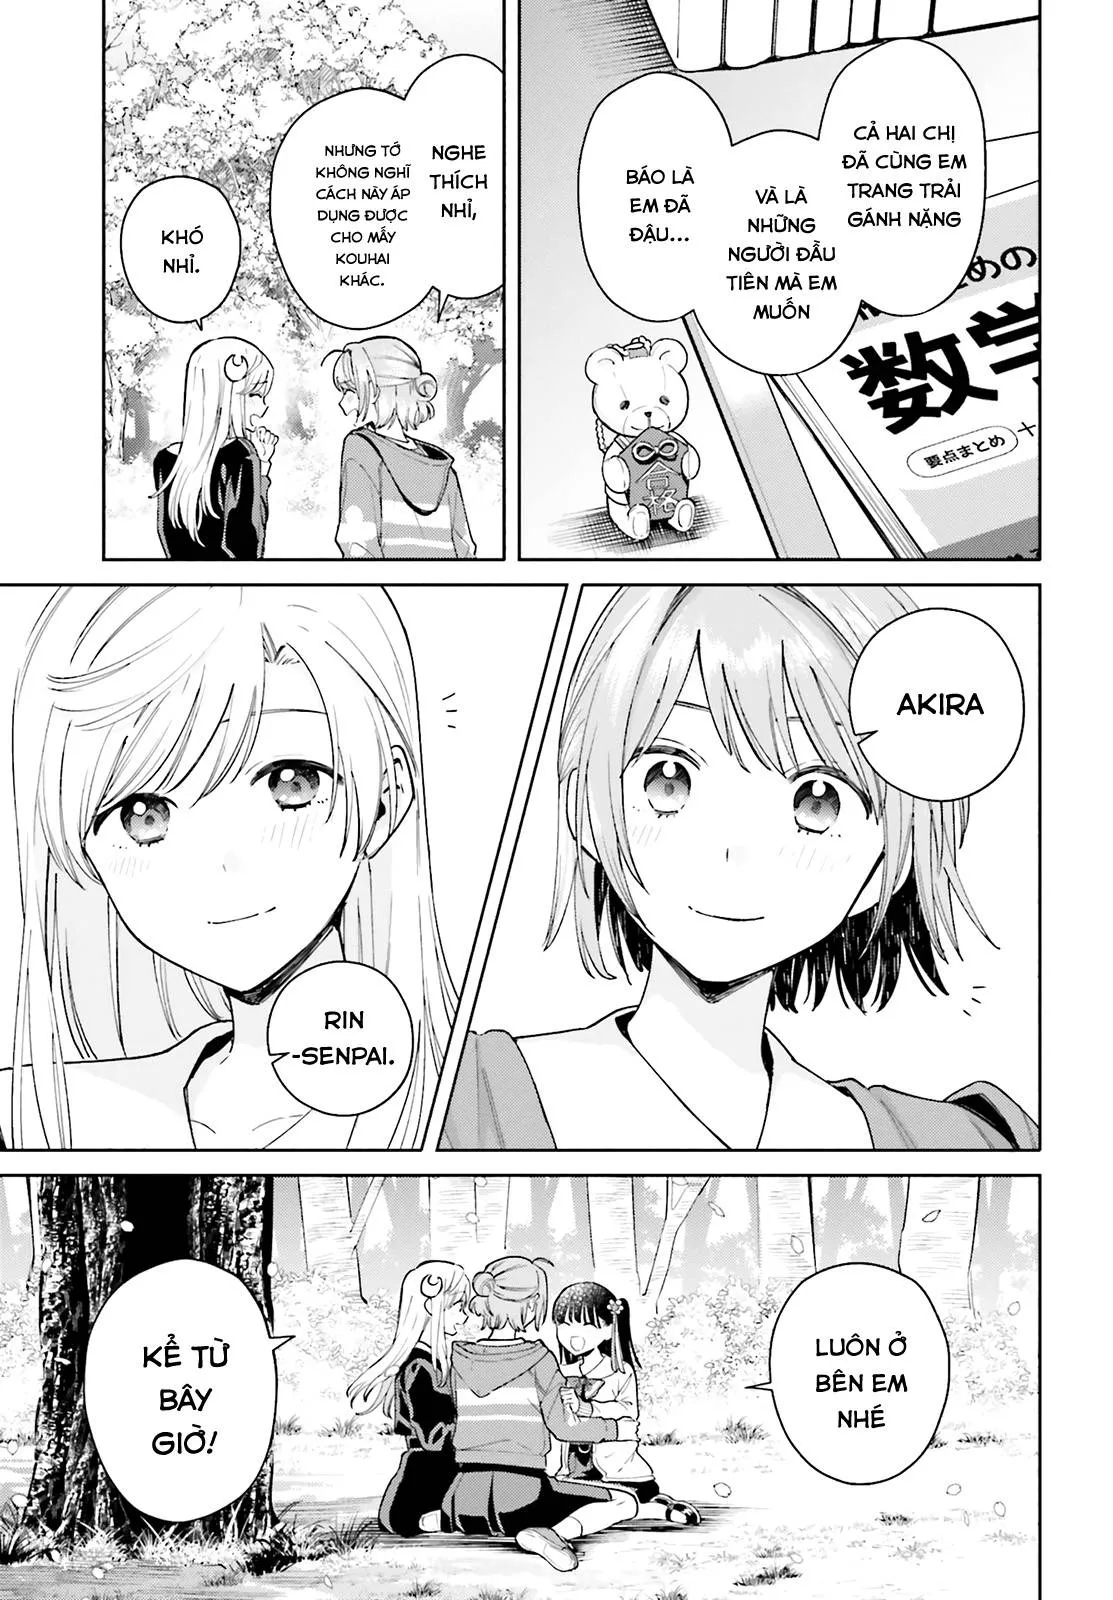 CẢ HAI CHỊ
ĐÃ CÙNG EM
TRANG TRẢI
GÁNH NẶNG
VÀ LÀ
NHỮNG
NGƯỜI ĐẦU
TIÊN MÀ EM
MUỐN
BÁO LÀ
EM ĐÃ
ĐẬU...
めの
数学
要点まとめ
合格
NGHE
THÍCH
NHỈ,
NHƯNG TỚ
KHÔNG NGHĨ
CÁCH NÀY ÁP
DỤNG ĐƯỢC
CHO MẤY
KOUHAI
KHÁC.
KHÓ
NHỈ.
AKIRA
RIN
-SENPAI.
LUÔN Ở
BÊN EM
NHÉ
KỂ TỪ
BÂY
GIỜ!